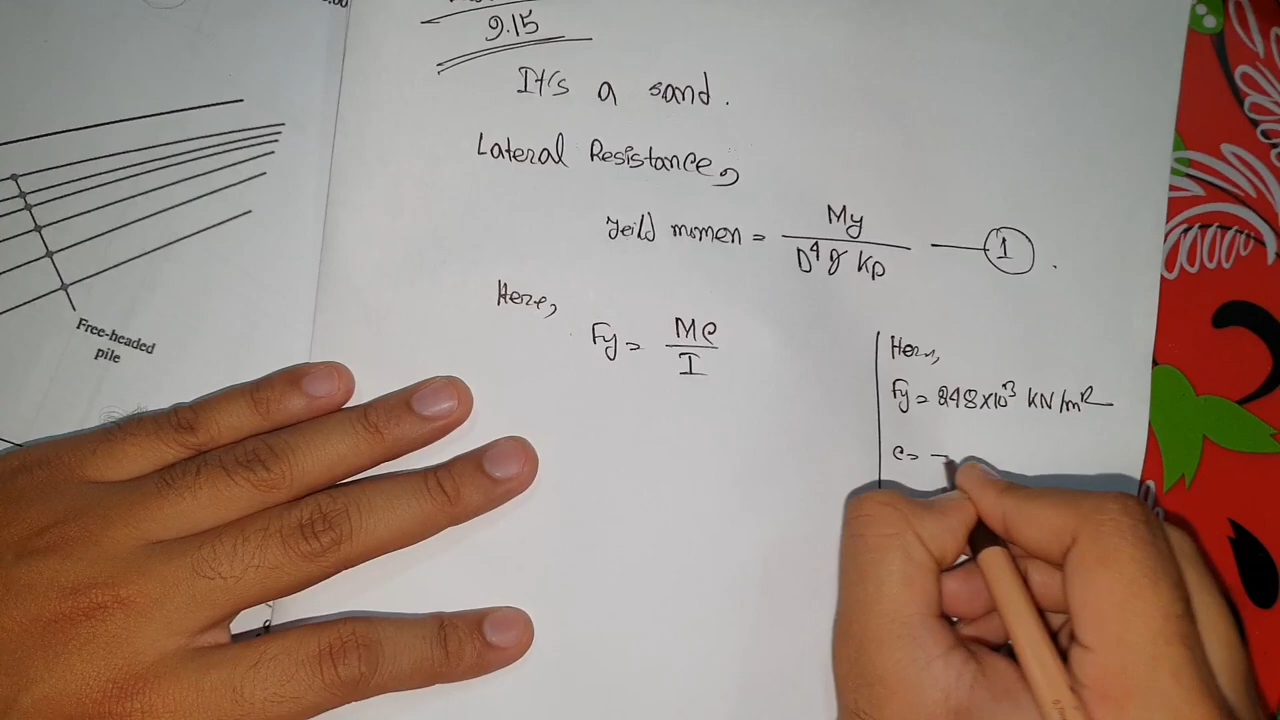 9.15
It's a sand.
Lateral Resistance,
Yeild momen = My / D⁴ γ Kp — 1 .
Here,
Fy = Mc / I
Here,
Fy = 248×10³ KN/m²
c =
Free-headed
pile